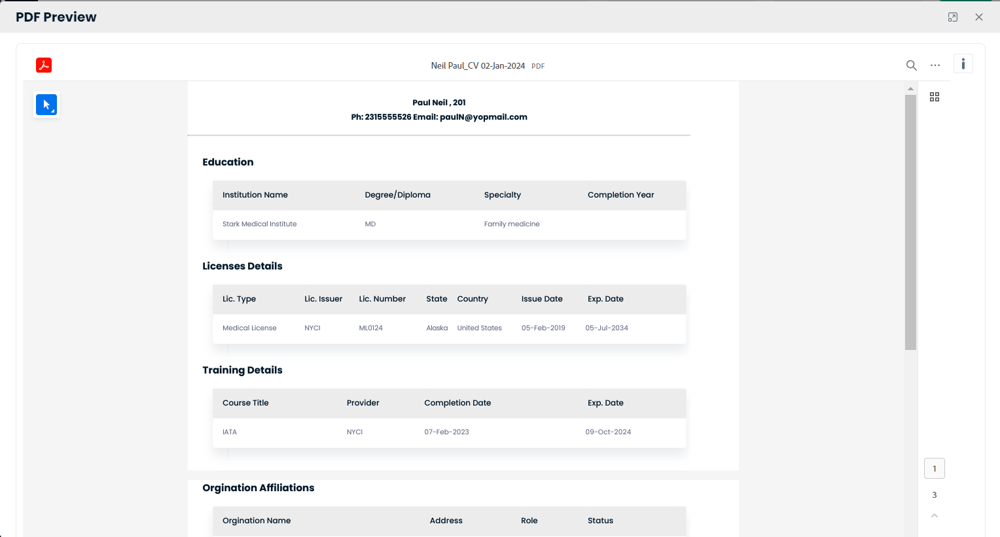 PDF Preview
Neil Paul_CV 02-Jan-2024 PDF
Paul Neil , 201
Ph: 2315555526 Email: paulN@yopmail.com
Education
Institution Name Degree/Diploma Specialty Completion Year
Stark Medical Institute MD Family medicine
Licenses Details
Lic. Type Lic. Issuer Lic. Number State Country Issue Date Exp. Date
Medical License NYCI ML0124 Alaska United States 05-Feb-2019 05-Jul-2034
Training Details
Course Title Provider Completion Date Exp. Date
IATA NYCI 07-Feb-2023 09-Oct-2024
Orgination Affiliations
Orgination Name Address Role Status
1
3